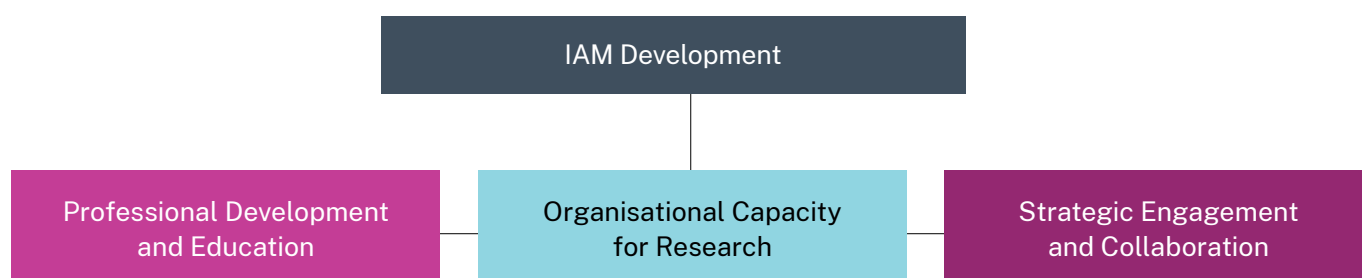 IAM Development
Professional Development
and Education
Organisational Capacity
for Research
Strategic Engagement
and Collaboration